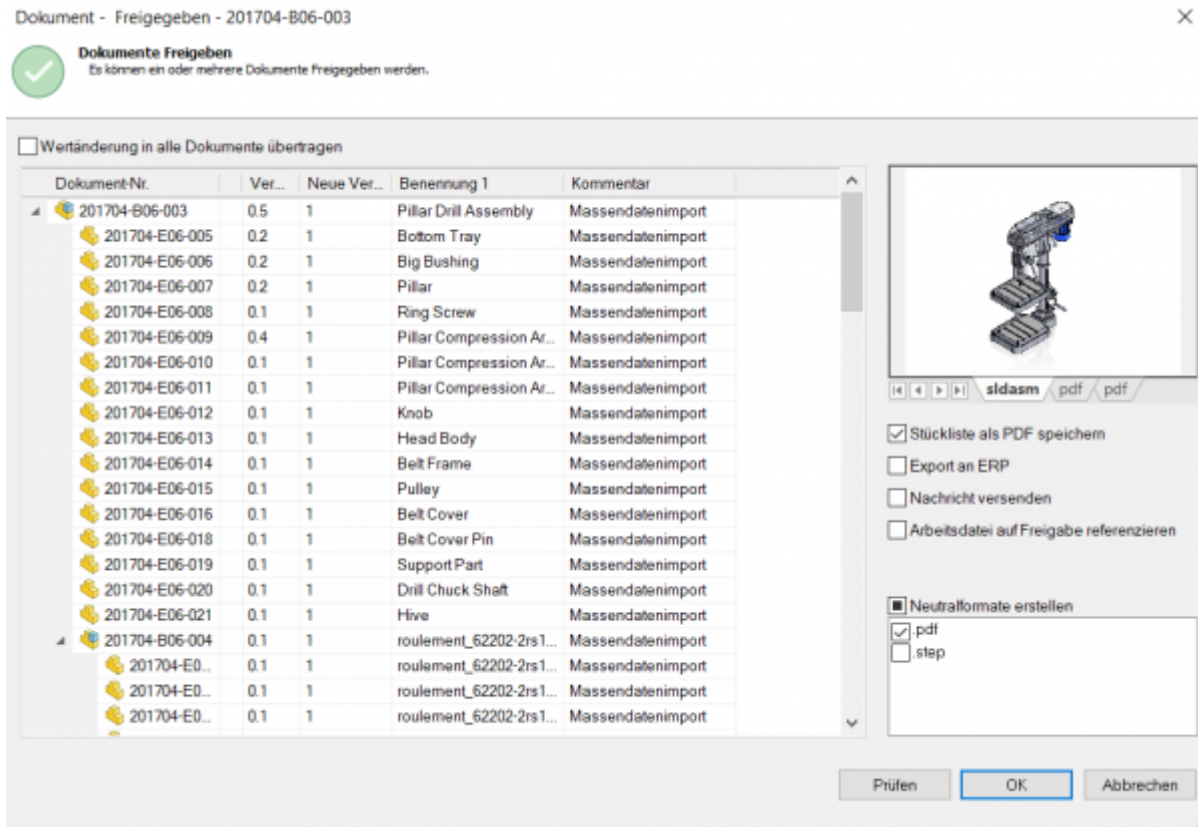 Dokument - Freigegeben - 201704-B06-003
Dokumente Freigeben
Es können ein oder mehrere Dokumente Freigegeben werden.
Wertänderung in alle Dokumente übertragen
Dokument-Nr. Ver... Neue Ver... Benennung 1 Kommentar
201704-B06-003 0.5 1 Pillar Drill Assembly Massendatenimport
201704-E06-005 0.2 1 Bottom Tray Massendatenimport
201704-E06-006 0.2 1 Big Bushing Massendatenimport
201704-E06-007 0.2 1 Pillar Massendatenimport
201704-E06-008 0.1 1 Ring Screw Massendatenimport
201704-E06-009 0.4 1 Pillar Compression Ar... Massendatenimport
201704-E06-010 0.1 1 Pillar Compression Ar... Massendatenimport
201704-E06-011 0.1 1 Pillar Compression Ar... Massendatenimport
201704-E06-012 0.1 1 Knob Massendatenimport
201704-E06-013 0.1 1 Head Body Massendatenimport
201704-E06-014 0.1 1 Belt Frame Massendatenimport
201704-E06-015 0.1 1 Pulley Massendatenimport
201704-E06-016 0.1 1 Belt Cover Massendatenimport
201704-E06-018 0.1 1 Belt Cover Pin Massendatenimport
201704-E06-019 0.1 1 Support Part Massendatenimport
201704-E06-020 0.1 1 Drill Chuck Shaft Massendatenimport
201704-E06-021 0.1 1 Hive Massendatenimport
201704-B06-004 0.1 1 roulement_62202-2rs1... Massendatenimport
201704-E0... 0.1 1 roulement_62202-2rs1... Massendatenimport
201704-E0... 0.1 1 roulement_62202-2rs1... Massendatenimport
201704-E0... 0.1 1 roulement_62202-2rs1... Massendatenimport
sldasm pdf pdf
Stückliste als PDF speichern
Export an ERP
Nachricht versenden
Arbeitsdatei auf Freigabe referenzieren
Neutralformate erstellen
.pdf
.step
Prüfen OK Abbrechen